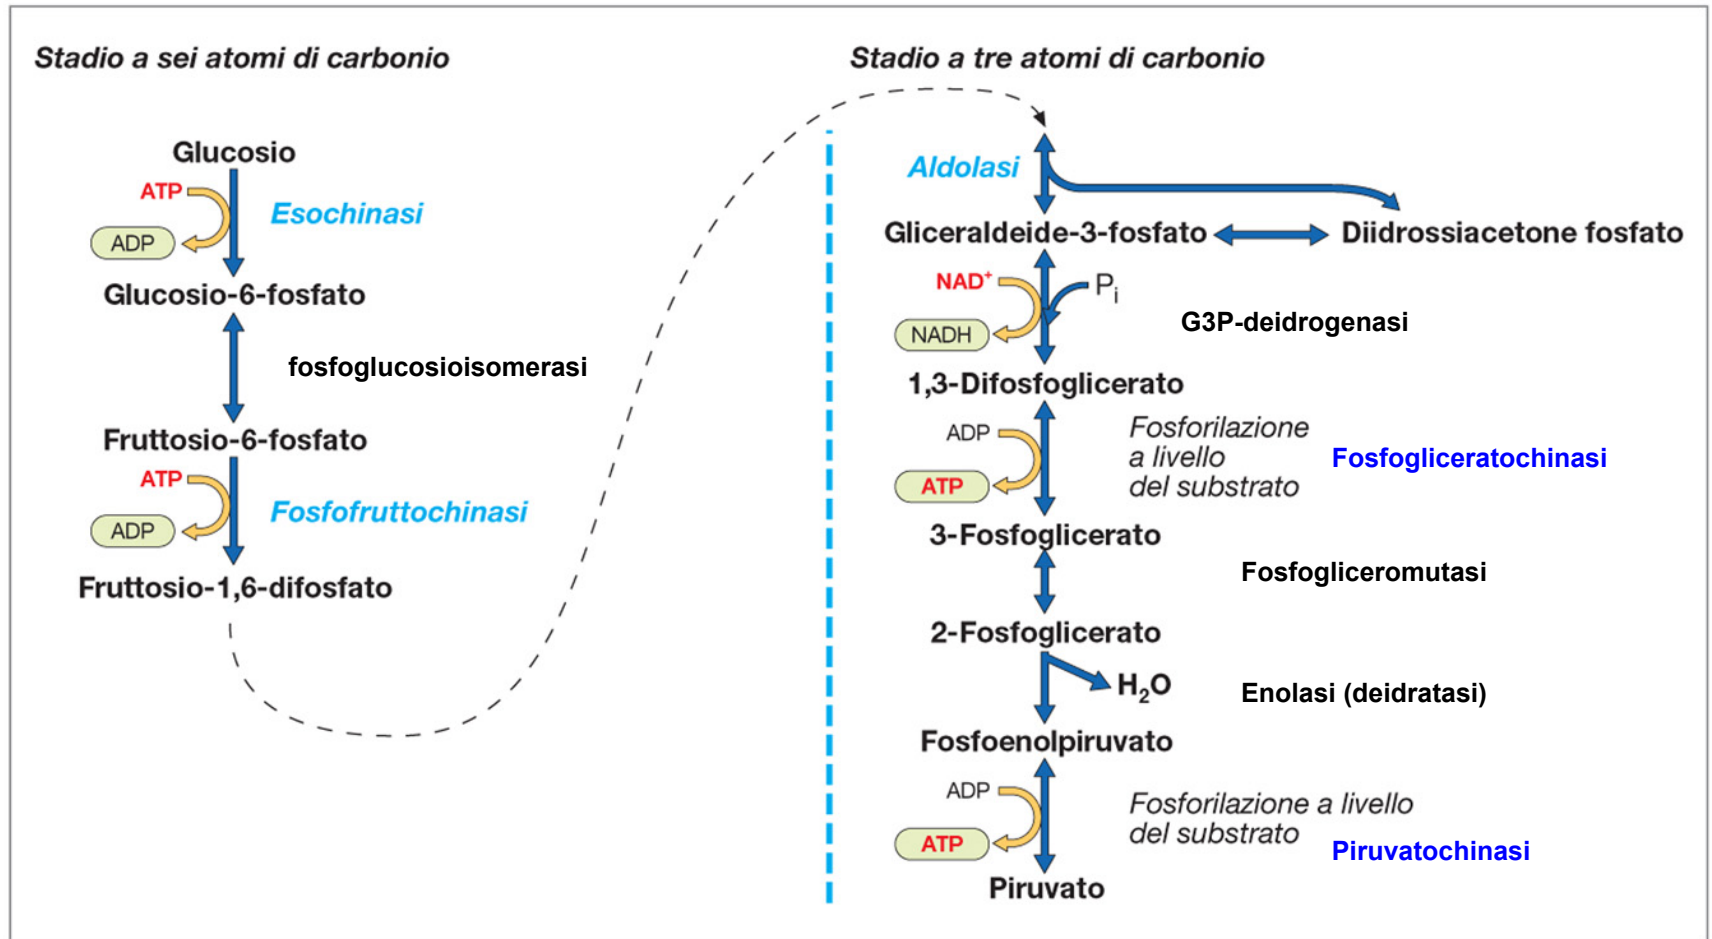 Stadio a sei atomi di carbonio
Glucosio
ATP
Esochinasi
ADP
Glucosio-6-fosfato
fosfoglucosioisomerasi
Fruttosio-6-fosfato
ATP
Fosfofruttochinasi
ADP
Fruttosio-1,6-difosfato
Stadio a tre atomi di carbonio
Aldolasi
Gliceraldeide-3-fosfato
Diidrossiacetone fosfato
NAD⁺
Pᵢ
G3P-deidrogenasi
NADH
1,3-Difosfoglicerato
ADP
Fosforilazione
a livello
del substrato
Fosfogliceratochinasi
ATP
3-Fosfoglicerato
Fosfogliceromutasi
2-Fosfoglicerato
H₂O
Enolasi (deidratasi)
Fosfoenolpiruvato
ADP
Fosforilazione a livello
del substrato
Piruvatochinasi
ATP
Piruvato